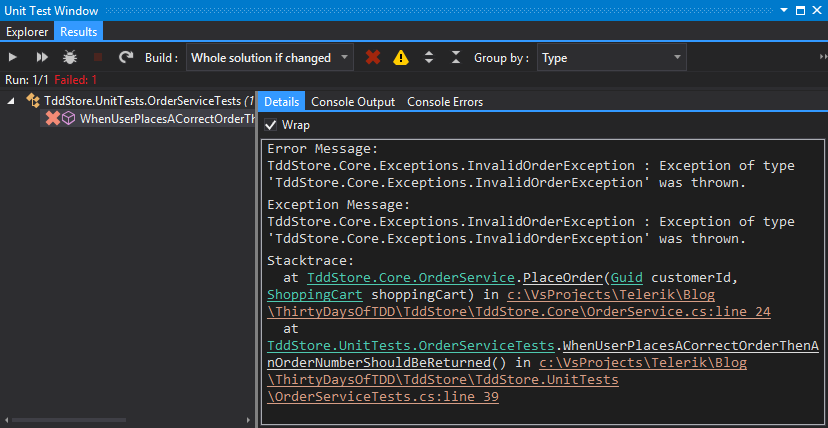 Unit Test Window
Explorer Results
Build : Whole solution if changed Group by : Type
Run: 1/1 Failed: 1
TddStore.UnitTests.OrderServiceTests (1
WhenUserPlacesACorrectOrderTh
Details Console Output Console Errors
Wrap
Error Message:
TddStore.Core.Exceptions.InvalidOrderException : Exception of type
'TddStore.Core.Exceptions.InvalidOrderException' was thrown.
Exception Message:
TddStore.Core.Exceptions.InvalidOrderException : Exception of type
'TddStore.Core.Exceptions.InvalidOrderException' was thrown.
Stacktrace:
at TddStore.Core.OrderService.PlaceOrder(Guid customerId,
ShoppingCart shoppingCart) in c:\VsProjects\Telerik\Blog
\ThirtyDaysOfTDD\TddStore\TddStore.Core\OrderService.cs:line 24
at
TddStore.UnitTests.OrderServiceTests.WhenUserPlacesACorrectOrderThenA
nOrderNumberShouldBeReturned() in c:\VsProjects\Telerik\Blog
\ThirtyDaysOfTDD\TddStore\TddStore.UnitTests
\OrderServiceTests.cs:line 39